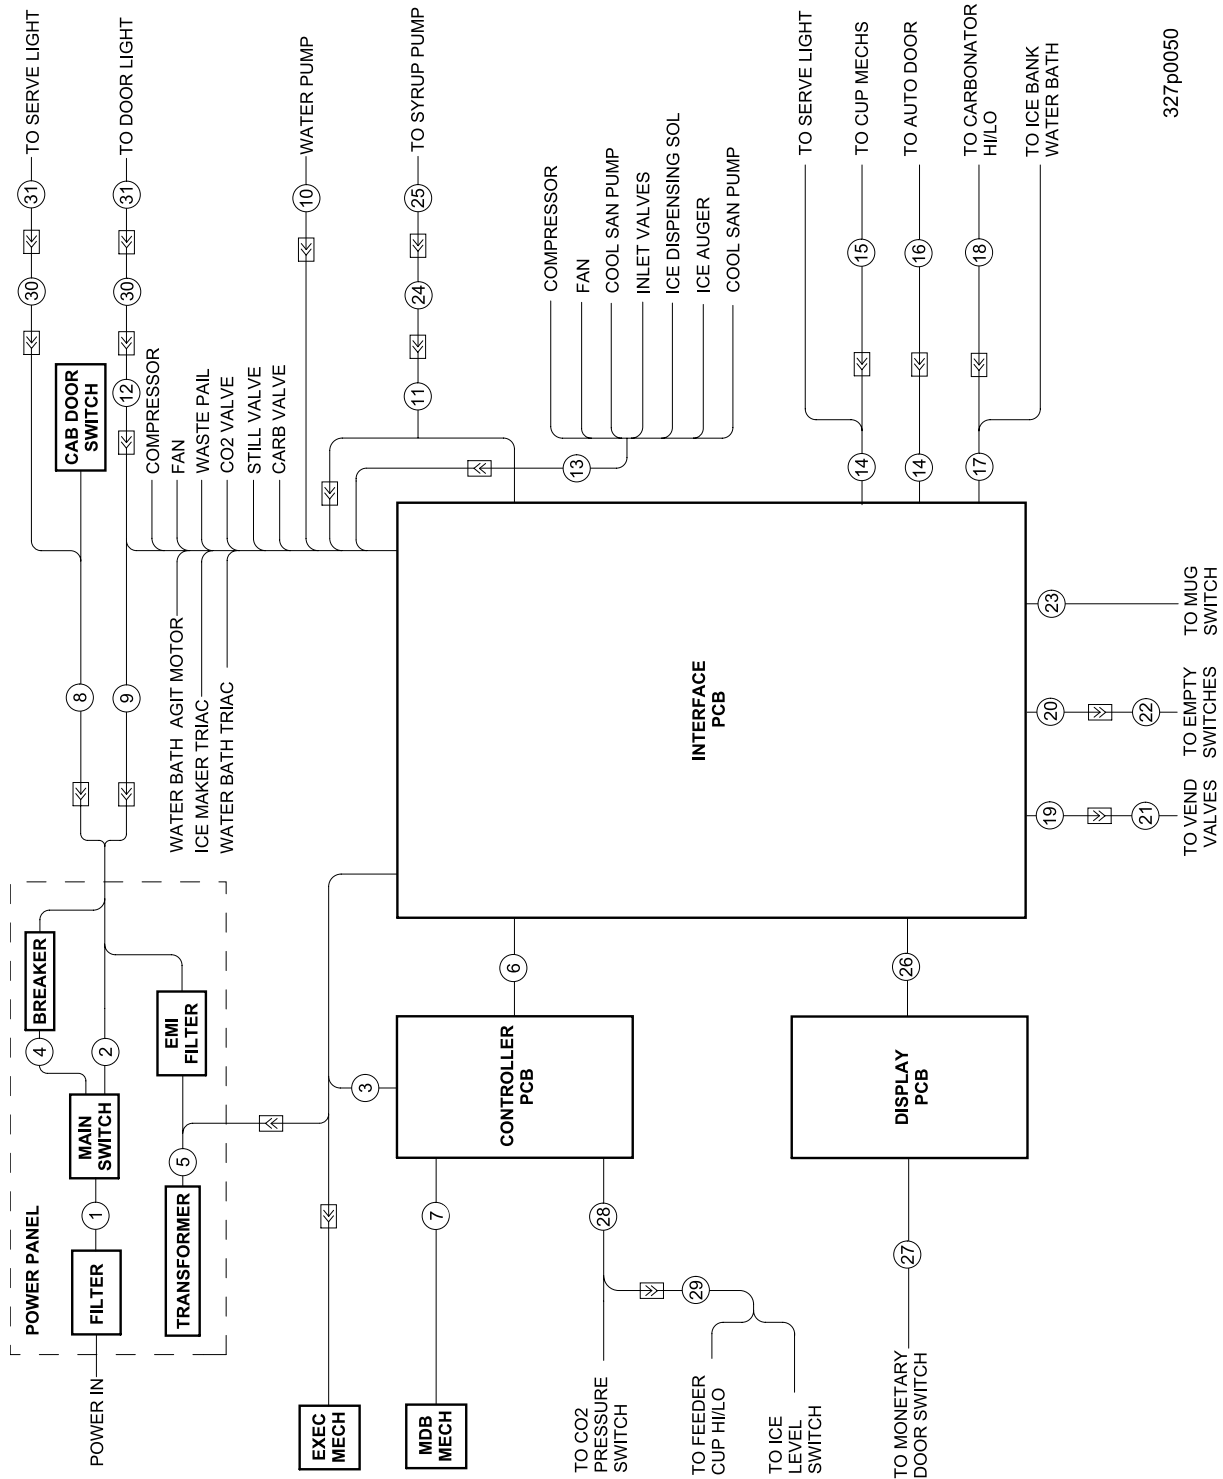 POWER IN
POWER PANEL
FILTER
1
MAIN
SWITCH
4
BREAKER
2
TRANSFORMER
5
EMI
FILTER
8
CAB DOOR
SWITCH
30
31
TO SERVE LIGHT
9
12
30
31
TO DOOR LIGHT
WATER BATH AGIT MOTOR
ICE MAKER TRIAC
WATER BATH TRIAC
COMPRESSOR
FAN
WASTE PAIL
CO2 VALVE
STILL VALVE
CARB VALVE
10
WATER PUMP
11
24
25
TO SYRUP PUMP
13
COMPRESSOR
FAN
COOL SAN PUMP
INLET VALVES
ICE DISPENSING SOL
ICE AUGER
COOL SAN PUMP
EXEC
MECH
3
MDB
MECH
7
CONTROLLER
PCB
6
INTERFACE
PCB
28
TO CO2
PRESSURE
SWITCH
29
TO FEEDER
CUP HI/LO
TO ICE
LEVEL
SWITCH
TO MONETARY
DOOR SWITCH
27
DISPLAY
PCB
26
14
TO SERVE LIGHT
15
TO CUP MECHS
14
16
TO AUTO DOOR
17
18
TO CARBONATOR
HI/LO
TO ICE BANK
WATER BATH
19
21
TO VEND
VALVES
20
22
TO EMPTY
SWITCHES
23
TO MUG
SWITCH
327p0050